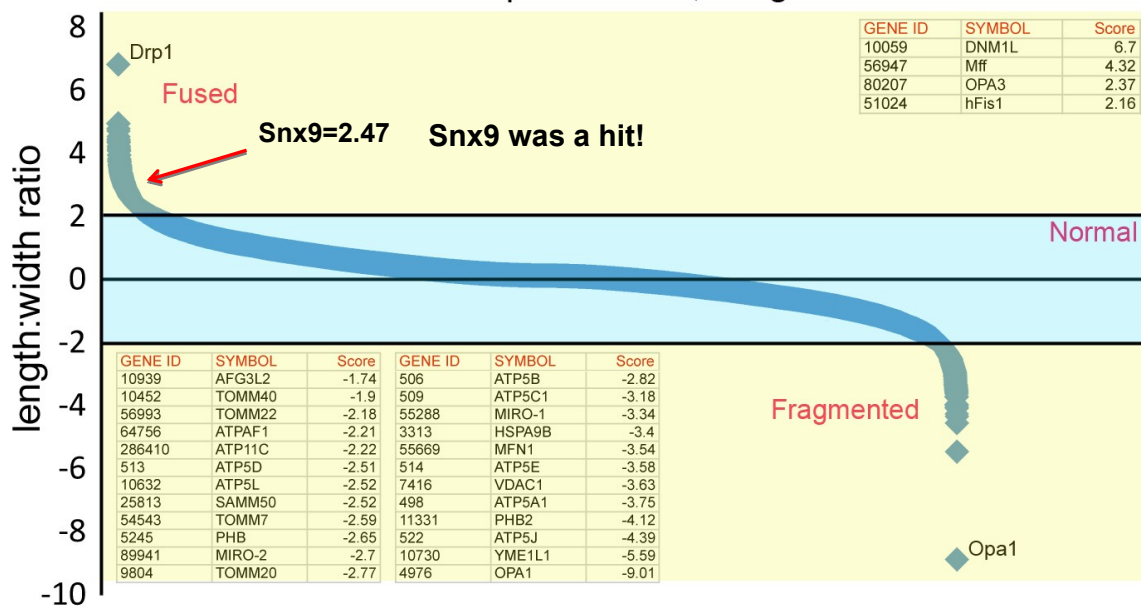 8
Drp1
GENE ID SYMBOL Score
10059 DNM1L 6.7
56947 Mff 4.32
80207 OPA3 2.37
51024 hFis1 2.16
6
Fused
Snx9=2.47 Snx9 was a hit!
4
length:width ratio
2
Normal
0
-2
GENE ID SYMBOL Score GENE ID SYMBOL Score
10939 AFG3L2 -1.74 506 ATP5B -2.82
10452 TOMM40 -1.9 509 ATP5C1 -3.18
56993 TOMM22 -2.18 55288 MIRO-1 -3.34
64756 ATPAF1 -2.21 3313 HSPA9B -3.4
286410 ATP11C -2.22 55669 MFN1 -3.54
513 ATP5D -2.51 514 ATP5E -3.58
10632 ATP5L -2.52 7416 VDAC1 -3.63
25813 SAMM50 -2.52 498 ATP5A1 -3.75
54543 TOMM7 -2.59 11331 PHB2 -4.12
5245 PHB -2.65 522 ATP5J -4.39
89941 MIRO-2 -2.7 10730 YME1L1 -5.59
9804 TOMM20 -2.77 4976 OPA1 -9.01
-4
Fragmented
-6
-8
Opa1
-10